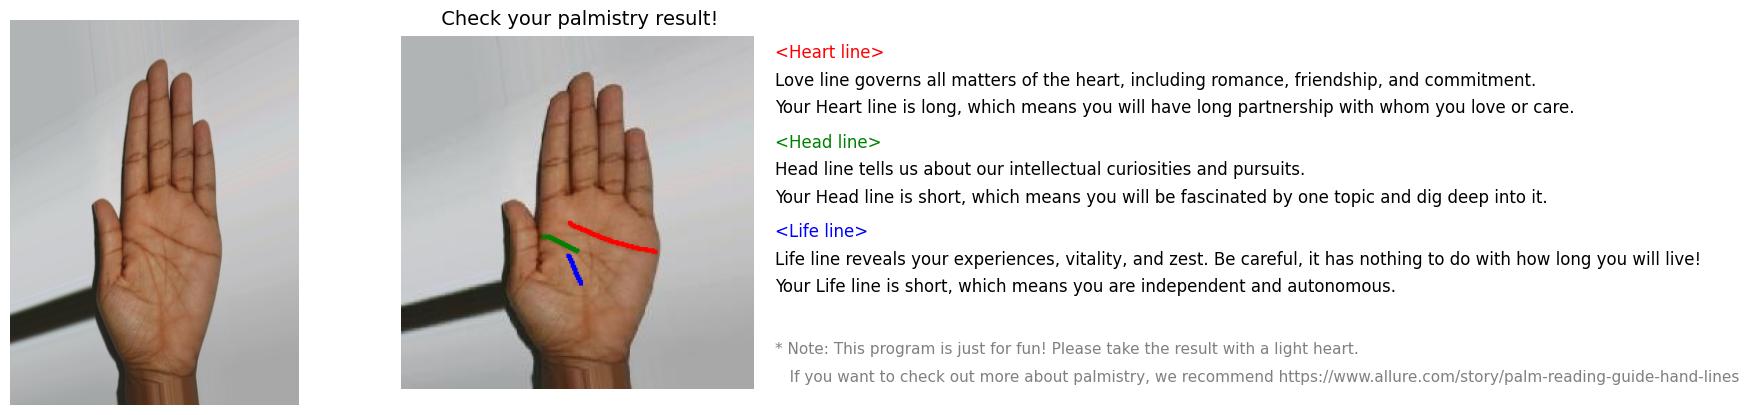 Check your palmistry result!
<Heart line>
Love line governs all matters of the heart, including romance, friendship, and commitment.
Your Heart line is long, which means you will have long partnership with whom you love or care.
<Head line>
Head line tells us about our intellectual curiosities and pursuits.
Your Head line is short, which means you will be fascinated by one topic and dig deep into it.
<Life line>
Life line reveals your experiences, vitality, and zest. Be careful, it has nothing to do with how long you will live!
Your Life line is short, which means you are independent and autonomous.
* Note: This program is just for fun! Please take the result with a light heart.
If you want to check out more about palmistry, we recommend https://www.allure.com/story/palm-reading-guide-hand-lines